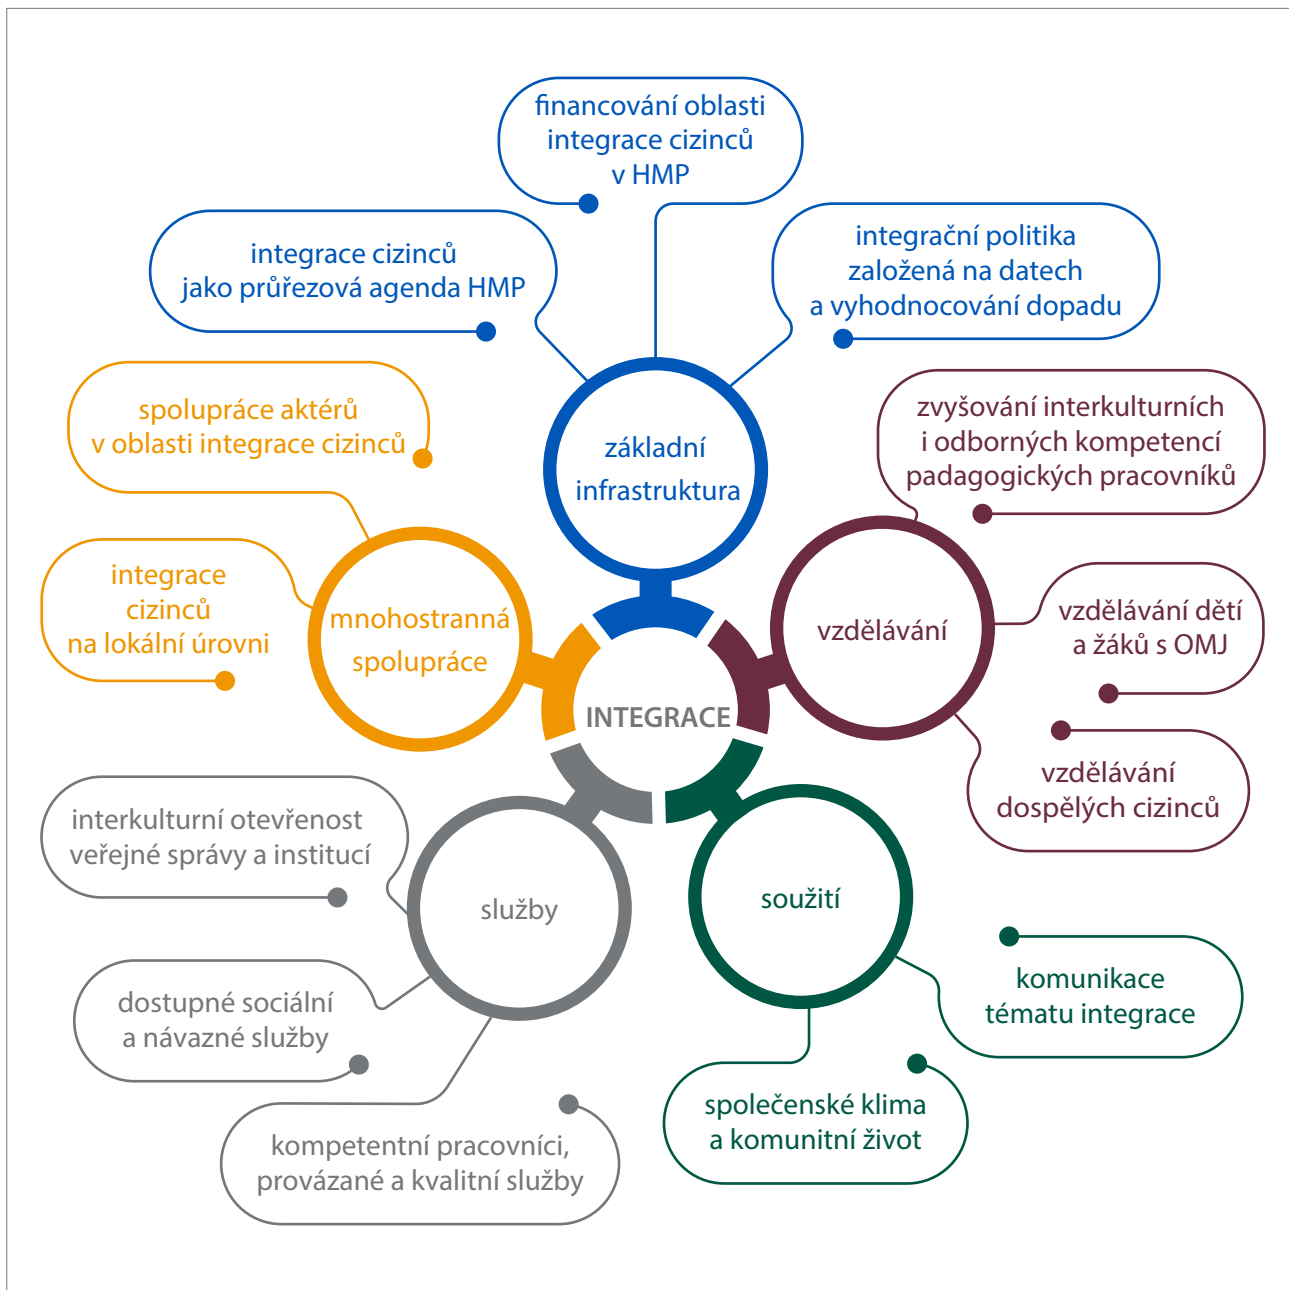 financování oblasti
integrace cizinců
v HMP
integrace cizinců
jako průřezová agenda HMP
integrační politika
založená na datech
a vyhodnocování dopadu
základní
infrastruktura
spolupráce aktérů
v oblasti integrace cizinců
integrace
cizinců
na lokální úrovni
mnohostranná
spolupráce
zvyšování interkulturních
i odborných kompetencí
padagogických pracovníků
vzdělávání
vzdělávání dětí
a žáků s OMJ
vzdělávání
dospělých cizinců
INTEGRACE
interkulturní otevřenost
veřejné správy a institucí
služby
dostupné sociální
a návazné služby
kompetentní pracovníci,
provázané a kvalitní služby
soužití
komunikace
tématu integrace
společenské klima
a komunitní život